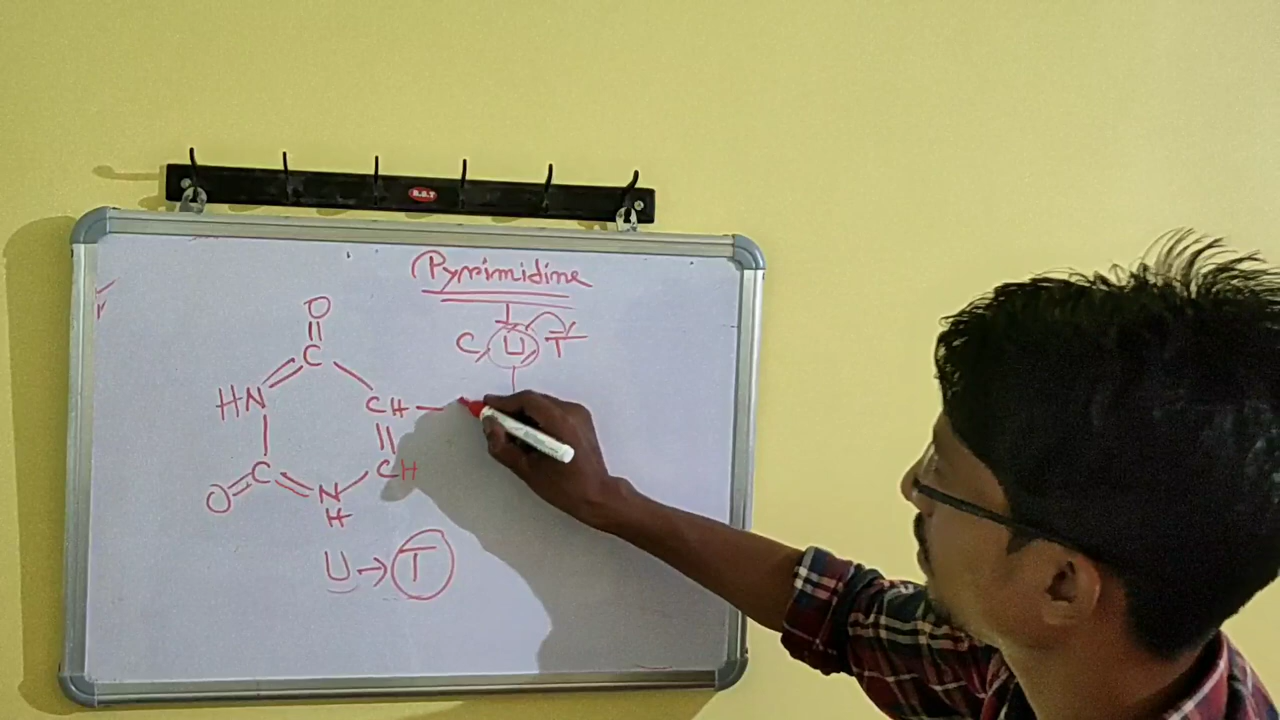 R.S.T
Pyrimidine
C U T
O
C
HN CH
C CH
O N
H
U → T